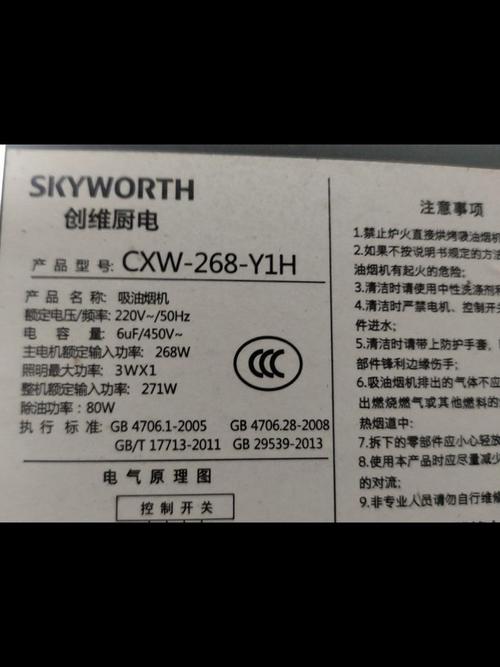 SKYWORTH
创维厨电
产品型号: CXW-268-Y1H
产品名称: 吸油烟机
额定电压/频率: 220V~/50Hz
电 容 量: 6uF/450V~
主电机额定输入功率: 268W
照明最大功率: 3WX1
整机额定输入功率: 271W
除油功率: 80W
执行标准: GB 4706.1-2005 GB 4706.28-2008
GB/T 17713-2011 GB 29539-2013
电气原理图
控制开关
注意事项
1.禁止炉火直接烘烤吸油烟机
2.如果不按说明书规定的方法
油烟机有起火的危险;
3.清洁时请使用中性洗涤剂和
4.清洁时严禁电机、控制开关
件进水;
5.清洁时请带上防护手套,
部件锋利边缘伤手;
6.吸油烟机排出的气体不应
出燃烧燃气或其他燃料的
热烟道中:
7.拆下的零部件应小心轻放
8.使用本产品时应尽量减少
的对流;
9.非专业人员请勿自行维修